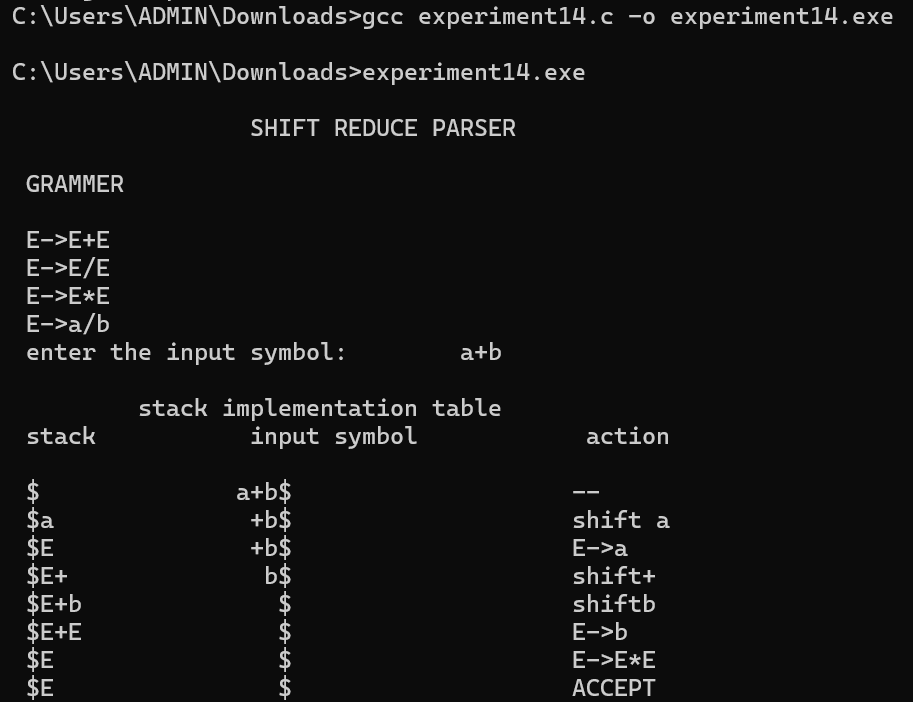 C:\Users\ADMIN\Downloads>gcc experiment14.c -o experiment14.exe
C:\Users\ADMIN\Downloads>experiment14.exe
SHIFT REDUCE PARSER
GRAMMER
E->E+E
E->E/E
E->E*E
E->a/b
enter the input symbol: a+b
stack implementation table
stack input symbol action
$ a+b$ --
$a +b$ shift a
$E +b$ E->a
$E+ b$ shift+
$E+b $ shiftb
$E+E $ E->b
$E $ E->E*E
$E $ ACCEPT